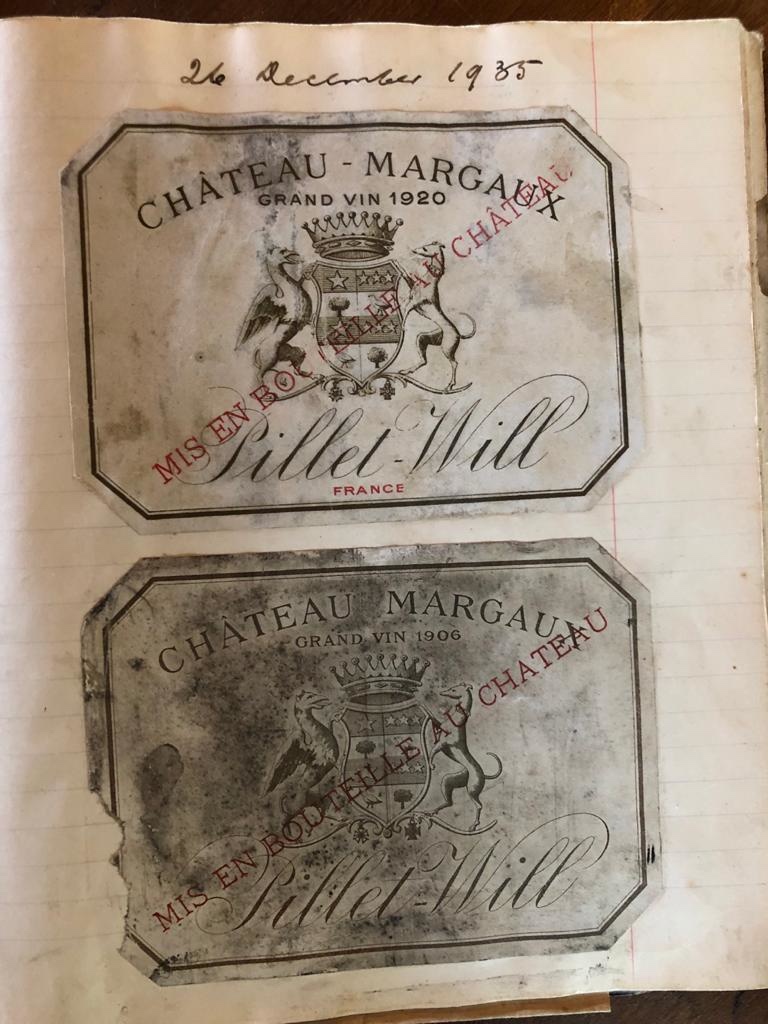 26 December 1935
CHÂTEAU - MARGAUX
GRAND VIN 1920
MIS EN BOUTEILLE AU CHÂTEAU
Pillet-Will
FRANCE
CHÂTEAU MARGAUX
GRAND VIN 1906
MIS EN BOUTEILLE AU CHATEAU
Pillet-Will